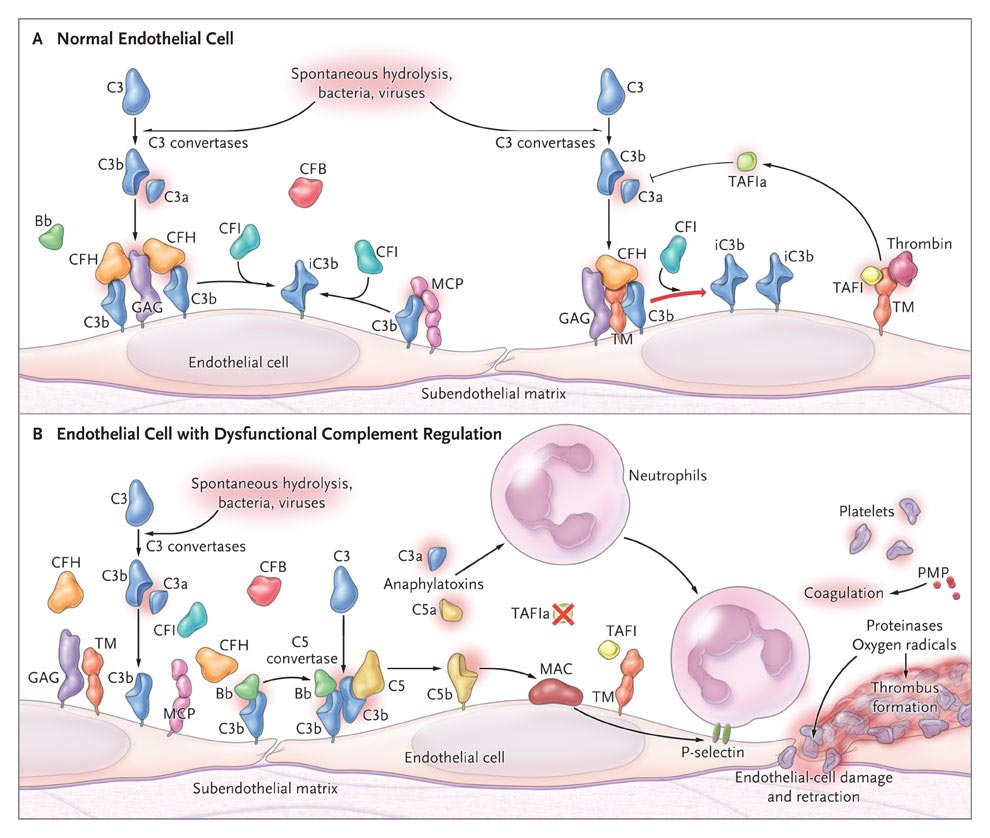 A Normal Endothelial Cell
Spontaneous hydrolysis,
bacteria, viruses
C3
C3
C3 convertases
C3 convertases
C3b
C3a
CFB
C3b
C3a
TAFIa
Bb
CFH
CFH
CFI
CFI
iC3b
MCP
C3b
GAG
C3b
C3b
CFH
CFI
iC3b
iC3b
Thrombin
TAFI
TM
GAG
TM
C3b
Endothelial cell
Subendothelial matrix
B Endothelial Cell with Dysfunctional Complement Regulation
Spontaneous hydrolysis,
bacteria, viruses
C3
C3 convertases
Neutrophils
Platelets
CFH
C3b
C3a
CFB
C3
C3a
Anaphylatoxins
C5a
TAFIa
PMP
Coagulation
CFI
TM
GAG
C3b
MCP
CFH
Bb
C3b
C5
convertase
Bb
C5
C3b
C5b
MAC
TAFI
TM
Proteinases
Oxygen radicals
Thrombus
formation
P-selectin
Endothelial cell
Subendothelial matrix
Endothelial-cell damage
and retraction